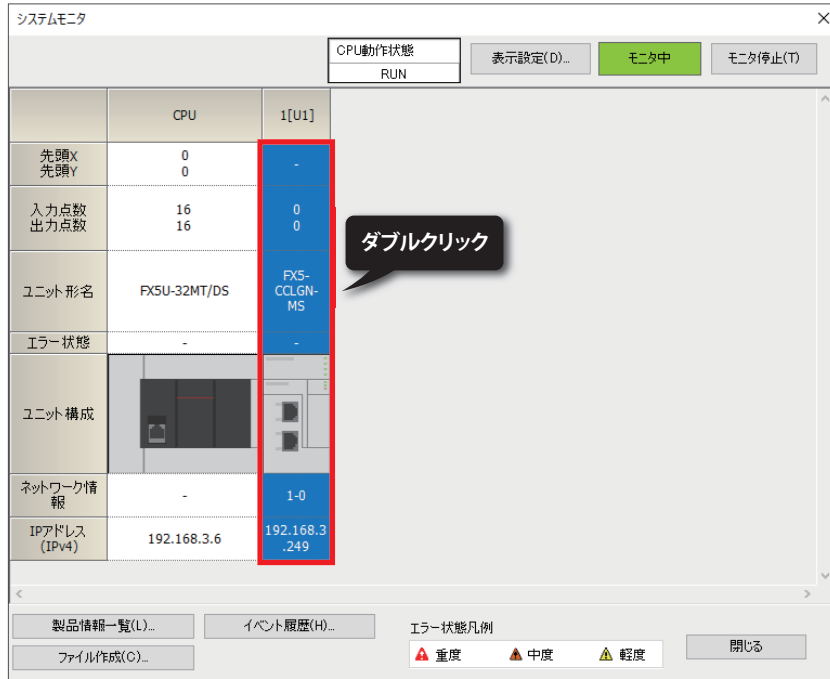 システムモニタ
CPU動作状態
RUN
表示設定(D)...
モニタ中
モニタ停止(T)
CPU
1[U1]
先頭X
先頭Y
0
0
-
入力点数
出力点数
16
16
0
0
ダブルクリック
ユニット形名
FX5U-32MT/DS
FX5-
CCLGN-
MS
エラー状態
-
-
ユニット構成
ネットワーク情
報
-
1-0
IPアドレス
(IPv4)
192.168.3.6
192.168.3
.249
製品情報一覧(L)...
イベント履歴(H)...
ファイル作成(C)...
エラー状態凡例
重度
中度
軽度
閉じる